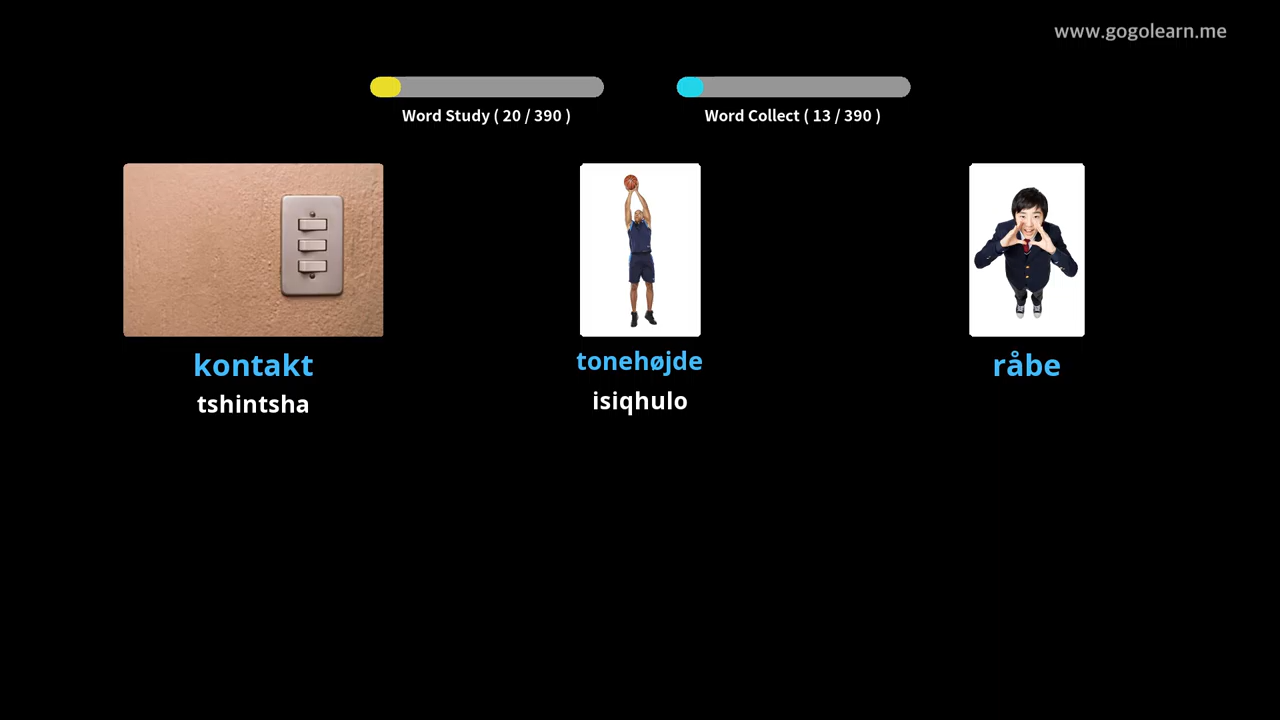 www.gogolearn.me
Word Study ( 20 / 390 )
Word Collect ( 13 / 390 )
kontakt
tshintsha
tonehøjde
isiqhulo
råbe